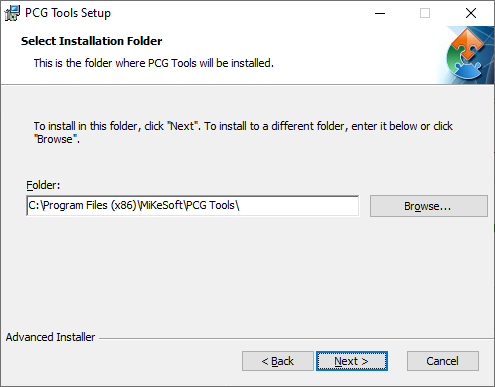 PCG Tools Setup
Select Installation Folder
This is the folder where PCG Tools will be installed.
To install in this folder, click "Next". To install to a different folder, enter it below or click
"Browse".
Folder:
C:\Program Files (x86)\MiKeSoft\PCG Tools\
Browse...
Advanced Installer
< Back
Next >
Cancel